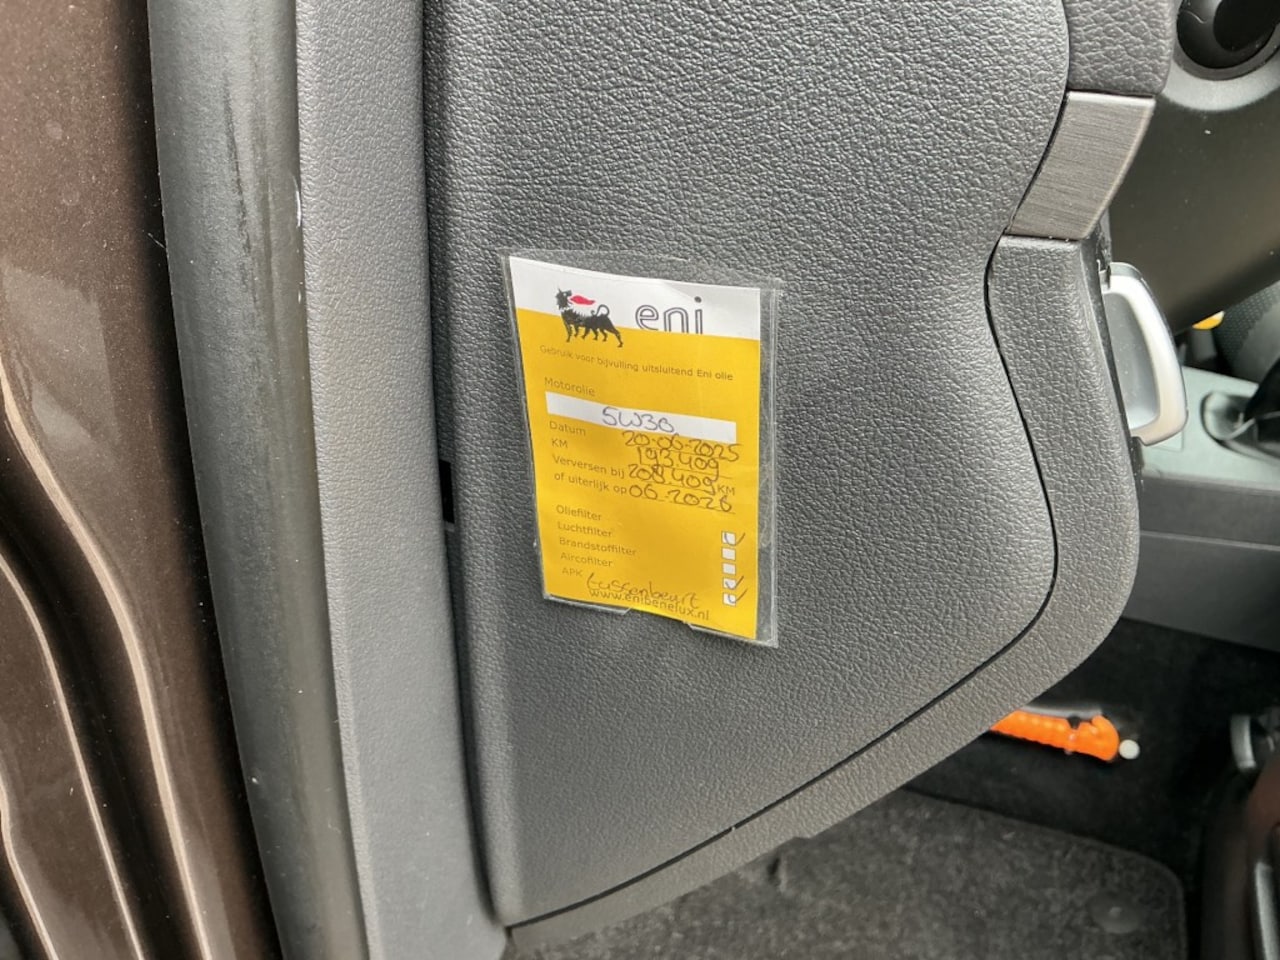 eni
Gebruik voor bijvulling uitsluitend Eni olie
Motorolie
5W30
Datum 20-06-2025
KM 193.409
Verversen bij 208.409 KM
of uiterlijk op 06-2026
Oliefilter
Luchtfilter
Brandstoffilter
Aircofilter
APK tussenbeurt
www.enibenelux.nl